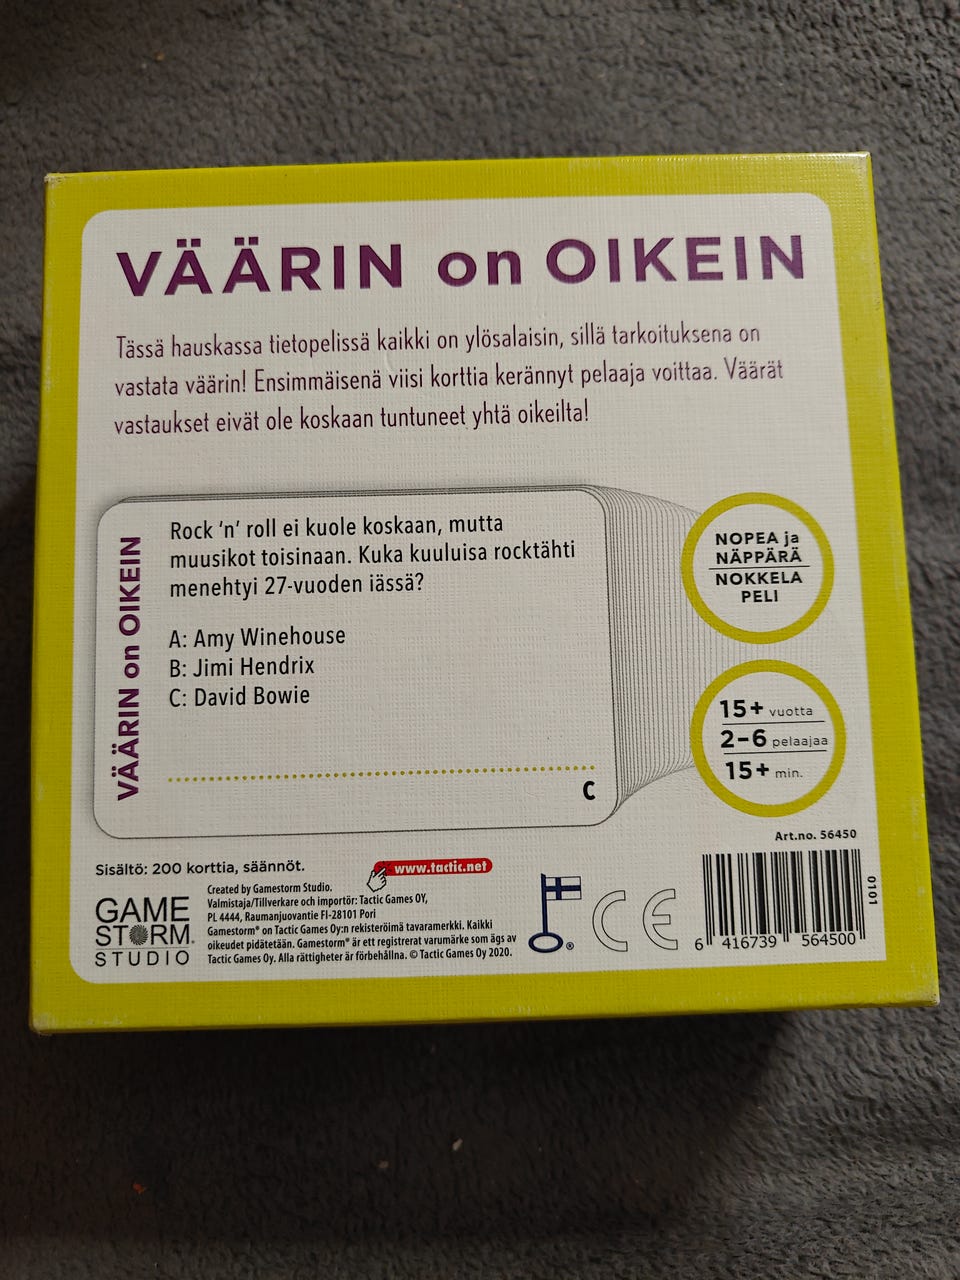 VÄÄRIN on OIKEIN
Tässä hauskassa tietopelissä kaikki on ylösalaisin, sillä tarkoituksena on
vastata väärin! Ensimmäisenä viisi korttia kerännyt pelaaja voittaa. Väärät
vastaukset eivät ole koskaan tuntuneet yhtä oikeilta!
VÄÄRIN on OIKEIN
Rock ‘n’ roll ei kuole koskaan, mutta
muusikot toisinaan. Kuka kuuluisa rocktähti
menehtyi 27-vuoden iässä?
A: Amy Winehouse
B: Jimi Hendrix
C: David Bowie
C
NOPEA ja
NÄPPÄRÄ
NOKKELA
PELI
15+ vuotta
2–6 pelaajaa
15+ min.
Art.no. 56450
Sisältö: 200 korttia, säännöt.
www.tactic.net
GAME
STORM
STUDIO
Created by Gamestorm Studio.
Valmistaja/Tillverkare och importör: Tactic Games OY,
PL 4444, Raumanjuovantie FI-28101 Pori
Gamestorm® on Tactic Games Oy:n rekisteröimä tavaramerkki. Kaikki
oikeudet pidätetään. Gamestorm® är ett registrerat varumärke som ägs av
Tactic Games Oy. Alla rättigheter är förbehållna. © Tactic Games Oy 2020.
®
CE
0101
6 416739 564500